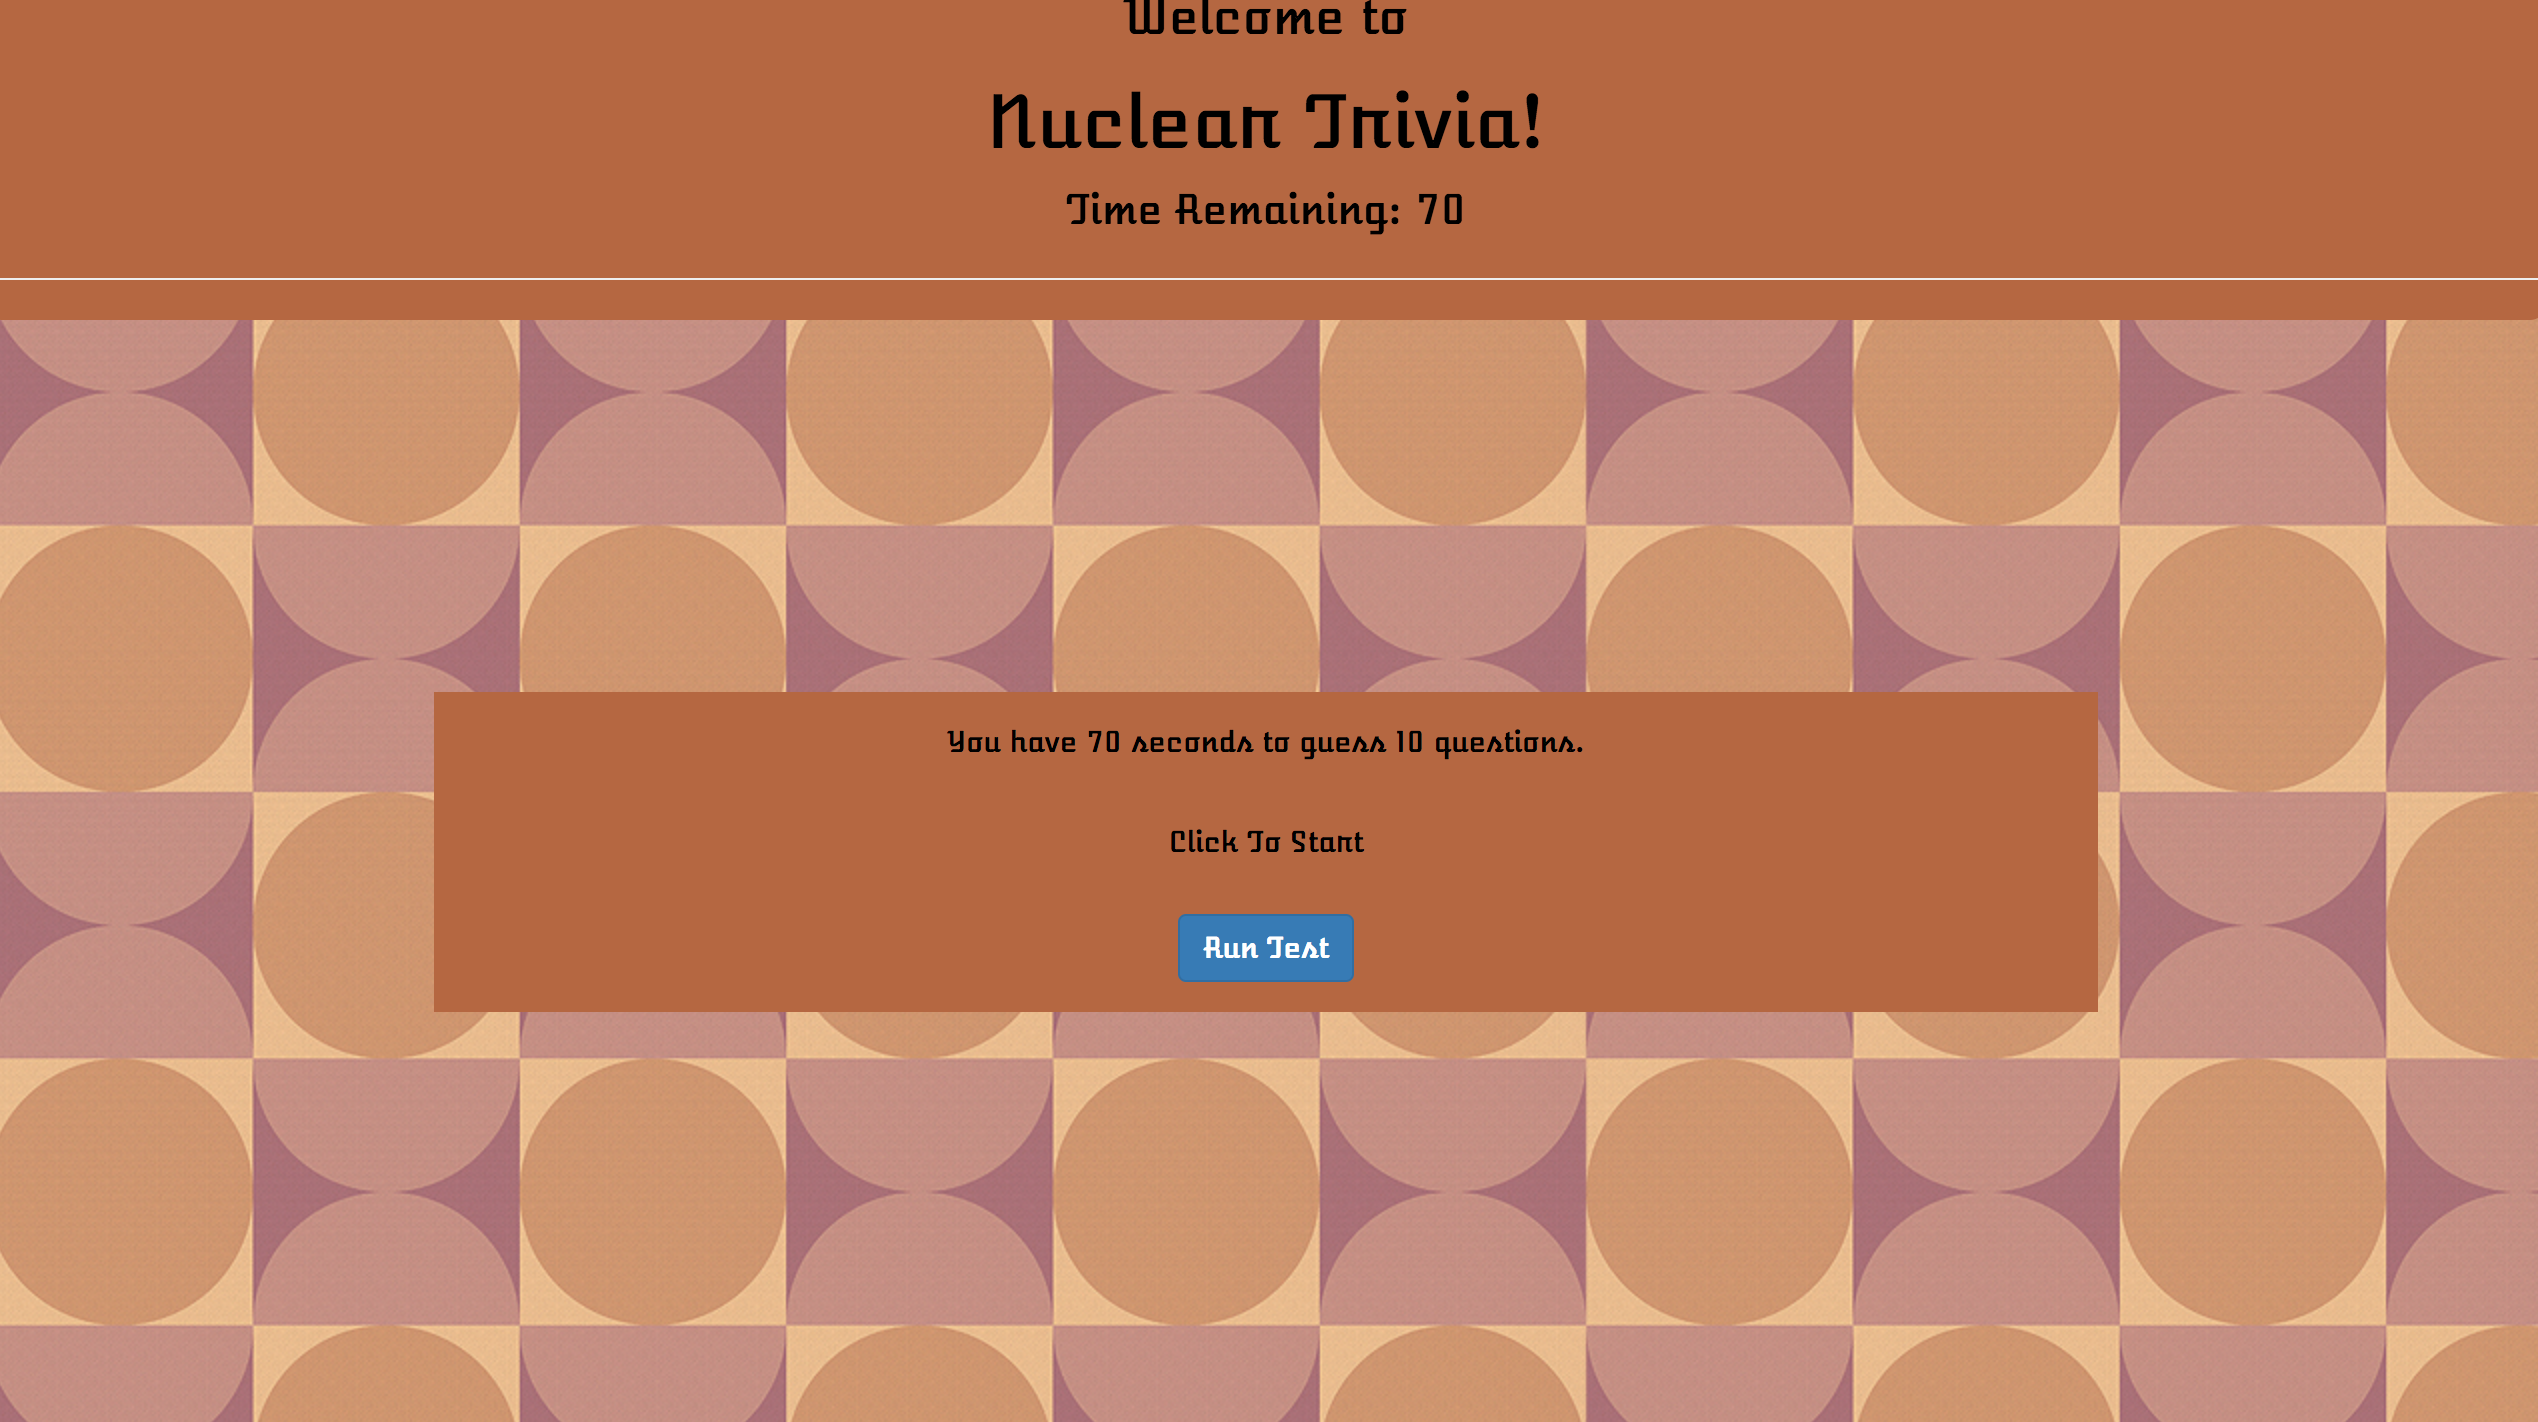 Welcome to
Nuclear Trivia!
Time Remaining: 70
You have 70 seconds to guess 10 questions.
Click To Start
Run Test